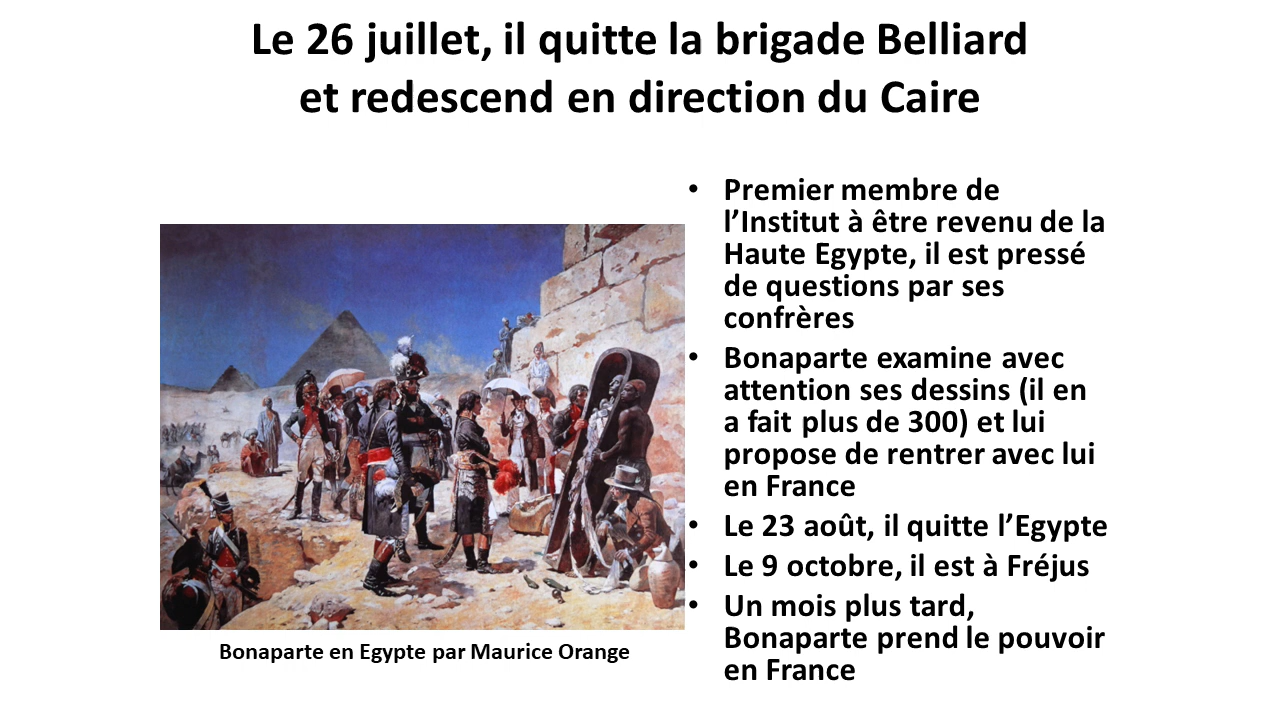 Le 26 juillet, il quitte la brigade Belliard
et redescend en direction du Caire
• Premier membre de
l’Institut à être revenu de la
Haute Egypte, il est pressé
de questions par ses
confrères
• Bonaparte examine avec
attention ses dessins (il en
a fait plus de 300) et lui
propose de rentrer avec lui
en France
• Le 23 août, il quitte l’Egypte
• Le 9 octobre, il est à Fréjus
• Un mois plus tard,
Bonaparte prend le pouvoir
en France
Bonaparte en Egypte par Maurice Orange